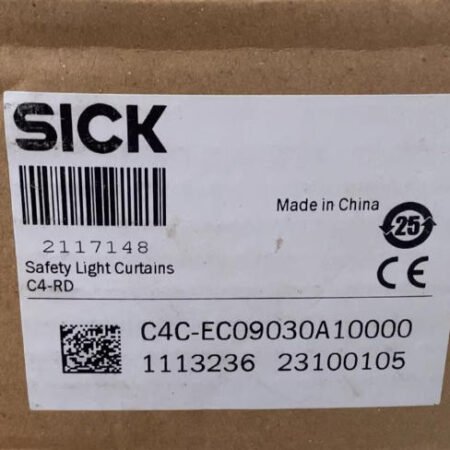 SICK
Made in China
25
2117148
Safety Light Curtains
C4-RD
CE
C4C-EC09030A10000
1113236 23100105